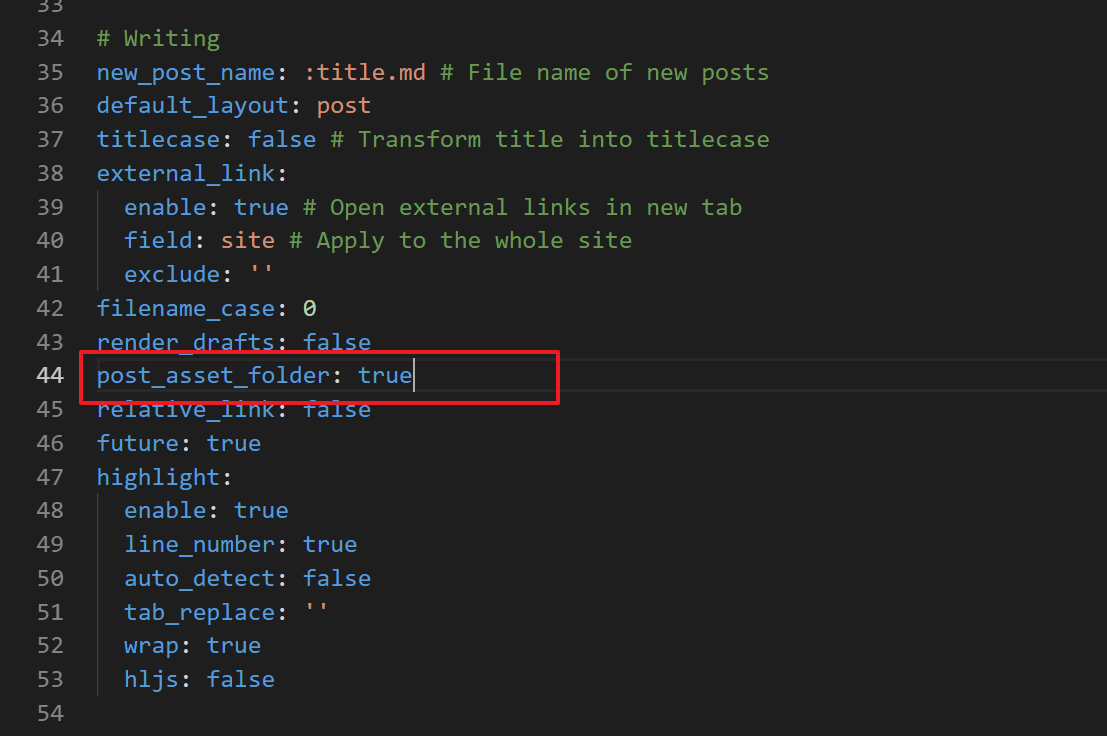 33
34 # Writing
35 new_post_name: :title.md # File name of new posts
36 default_layout: post
37 titlecase: false # Transform title into titlecase
38 external_link:
39   enable: true # Open external links in new tab
40   field: site # Apply to the whole site
41   exclude: ''
42 filename_case: 0
43 render_drafts: false
44 post_asset_folder: true
45 relative_link: false
46 future: true
47 highlight:
48   enable: true
49   line_number: true
50   auto_detect: false
51   tab_replace: ''
52   wrap: true
53   hljs: false
54